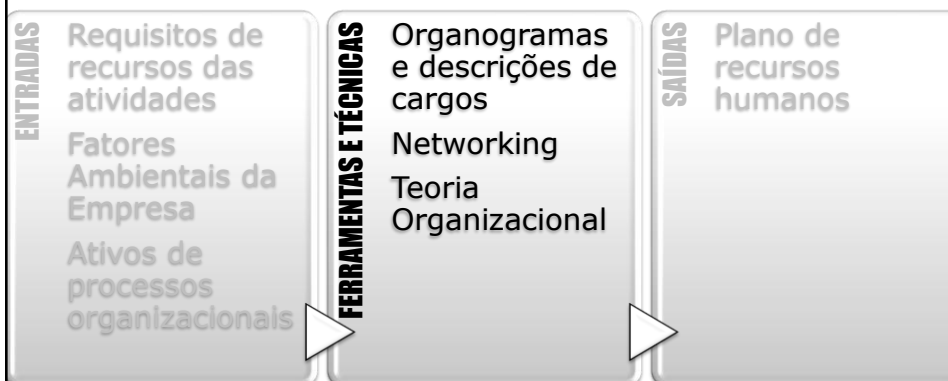 ENTRADAS
Requisitos de
recursos das
atividades
Fatores
Ambientais da
Empresa
Ativos de
processos
organizacionais
FERRAMENTAS E TÉCNICAS
Organogramas
e descrições de
cargos
Networking
Teoria
Organizacional
SAÍDAS
Plano de
recursos
humanos